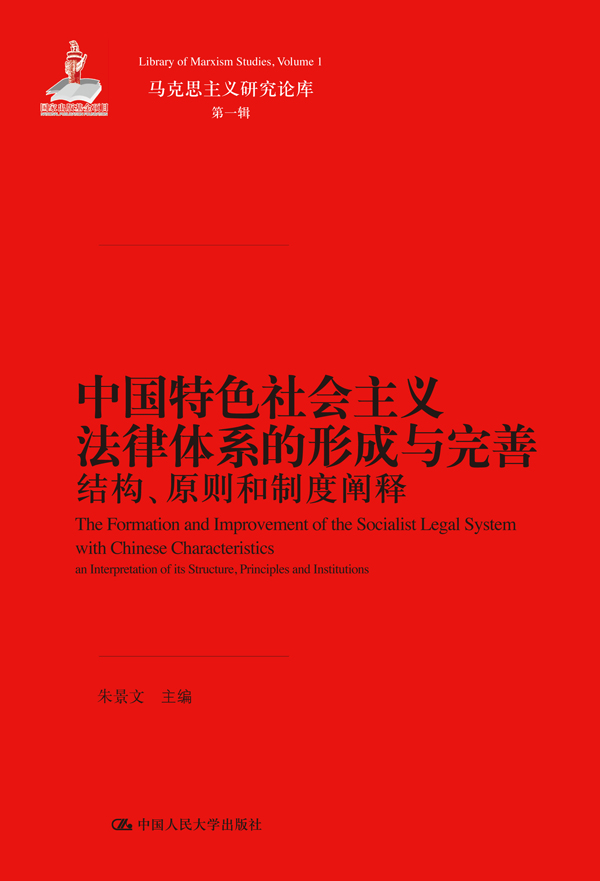 Library of Marxism Studies, Volume 1
马克思主义研究论库
第一辑
国家出版基金项目
中国特色社会主义
法律体系的形成与完善
结构、原则和制度阐释
The Formation and Improvement of the Socialist Legal System
with Chinese Characteristics
an Interpretation of its Structure, Principles and Institutions
朱景文 主编
中国人民大学出版社